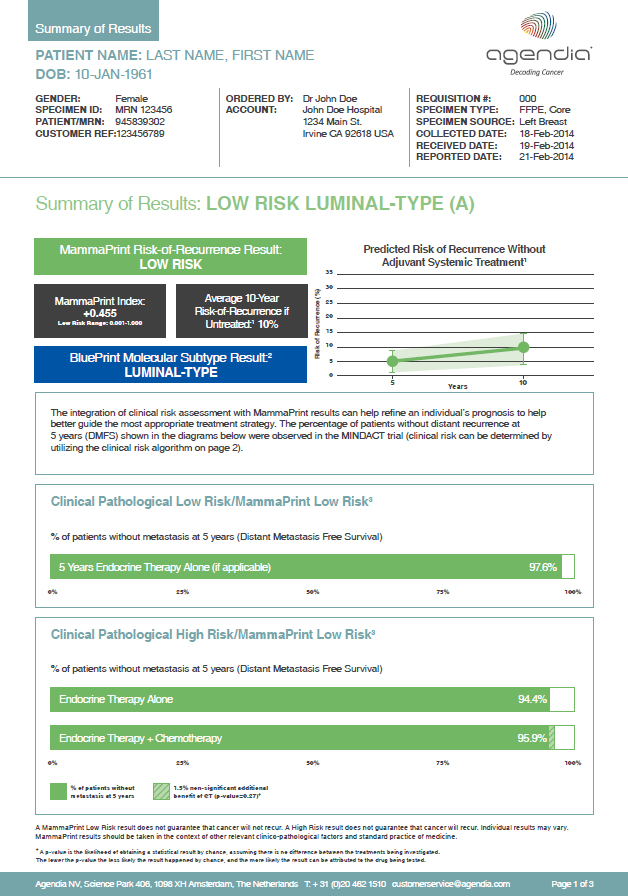 Summary of Results
PATIENT NAME: LAST NAME, FIRST NAME
DOB: 10-JAN-1961
agendia
Decoding Cancer
GENDER: Female
SPECIMEN ID: MRN 123456
PATIENT/MRN: 945839302
CUSTOMER REF:123456789
ORDERED BY: Dr John Doe
ACCOUNT: John Doe Hospital
1234 Main St.
Irvine CA 92618 USA
REQUISITION #: 000
SPECIMEN TYPE: FFPE, Core
SPECIMEN SOURCE: Left Breast
COLLECTED DATE: 18-Feb-2014
RECEIVED DATE: 19-Feb-2014
REPORTED DATE: 21-Feb-2014
Summary of Results: LOW RISK LUMINAL-TYPE (A)
MammaPrint Risk-of-Recurrence Result:
LOW RISK
MammaPrint Index:
+0.455
Low Risk Range: 0.001-1.000
Average 10-Year
Risk-of-Recurrence if
Untreated:¹ 10%
BluePrint Molecular Subtype Result:²
LUMINAL-TYPE
Predicted Risk of Recurrence Without
Adjuvant Systemic Treatment¹
Risk of Recurrence (%)
35
30
25
20
15
10
5
0
5 10
Years
The integration of clinical risk assessment with MammaPrint results can help refine an individual's prognosis to help
better guide the most appropriate treatment strategy. The percentage of patients without distant recurrence at
5 years (DMFS) shown in the diagrams below were observed in the MINDACT trial (clinical risk can be determined by
utilizing the clinical risk algorithm on page 2).
Clinical Pathological Low Risk/MammaPrint Low Risk³
% of patients without metastasis at 5 years (Distant Metastasis Free Survival)
5 Years Endocrine Therapy Alone (if applicable) 97.6%
0% 25% 50% 75% 100%
Clinical Pathological High Risk/MammaPrint Low Risk³
% of patients without metastasis at 5 years (Distant Metastasis Free Survival)
Endocrine Therapy Alone 94.4%
Endocrine Therapy + Chemotherapy 95.9%
0% 25% 50% 75% 100%
% of patients without
metastasis at 5 years
1.5% non-significant additional
benefit of CT (p-value=0.27)*
A MammaPrint Low Risk result does not guarantee that cancer will not recur. A High Risk result does not guarantee that cancer will recur. Individual results may vary.
MammaPrint results should be taken in the context of other relevant clinico-pathological factors and standard practice of medicine.
* A p-value is the likelihood of obtaining a statistical result by chance, assuming there is no difference between the treatments being investigated.
The lower the p-value the less likely the result happened by chance, and the more likely the result can be attributed to the drug being tested.
Agendia NV, Science Park 406, 1098 XH Amsterdam, The Netherlands T: + 31 (0)20 462 1510 customerservice@agendia.com Page 1 of 3